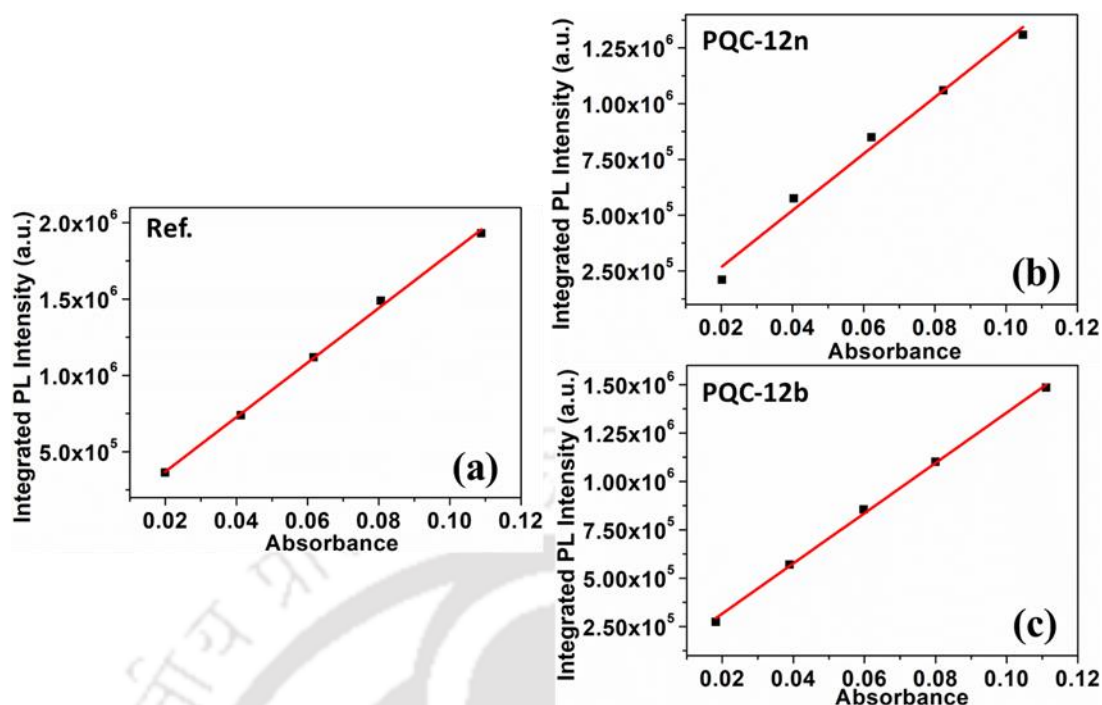 Ref.
Integrated PL Intensity (a.u.)
2.0x10⁶
1.5x10⁶
1.0x10⁶
5.0x10⁵
0.02 0.04 0.06 0.08 0.10 0.12
Absorbance
(a)
PQC-12n
Integrated PL Intensity (a.u.)
1.25x10⁶
1.00x10⁶
7.50x10⁵
5.00x10⁵
2.50x10⁵
0.02 0.04 0.06 0.08 0.10 0.12
Absorbance
(b)
PQC-12b
Integrated PL Intensity (a.u.)
1.50x10⁶
1.25x10⁶
1.00x10⁶
7.50x10⁵
5.00x10⁵
2.50x10⁵
0.02 0.04 0.06 0.08 0.10 0.12
Absorbance
(c)